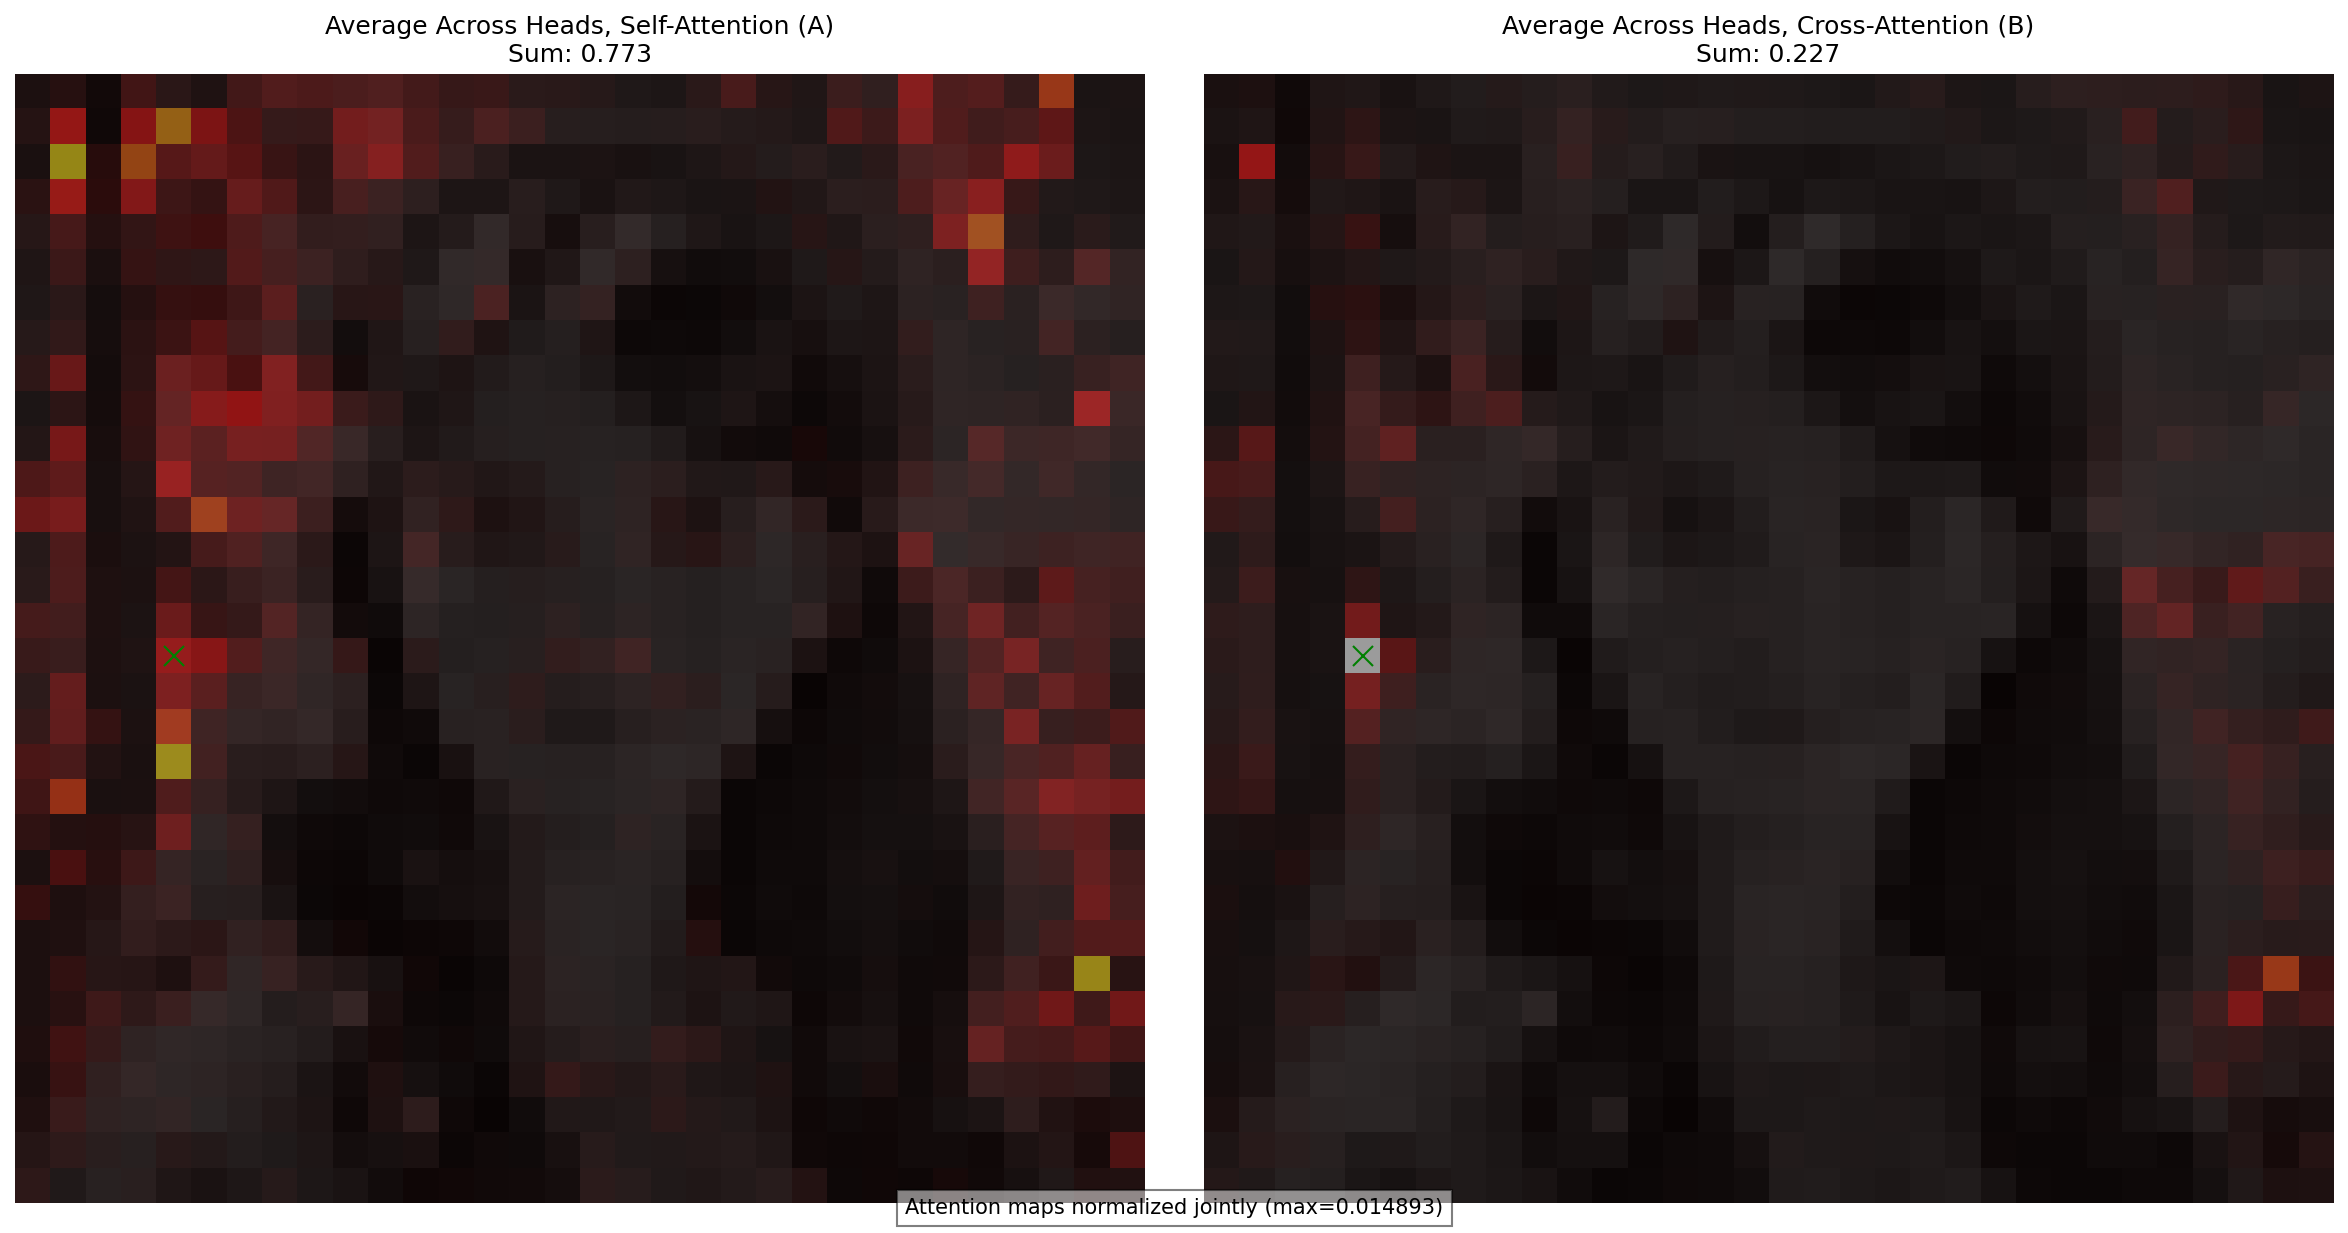 Average Across Heads, Self-Attention (A)
Sum: 0.773
Average Across Heads, Cross-Attention (B)
Sum: 0.227
Attention maps normalized jointly (max=0.014893)